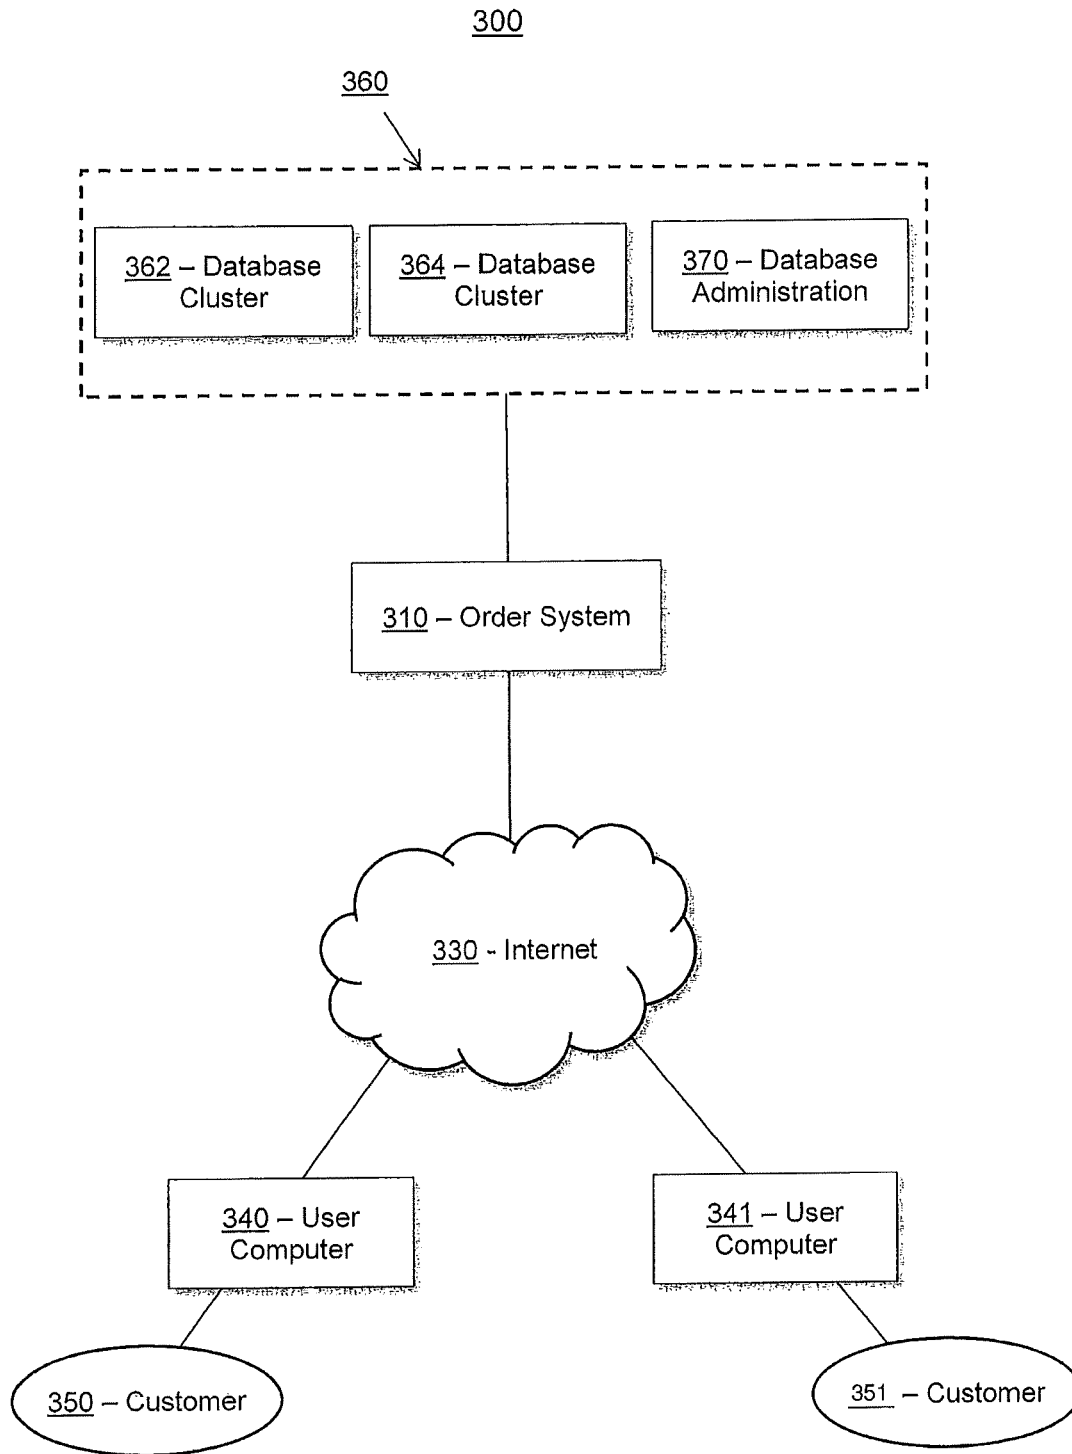 300
360
362 – Database
Cluster
364 – Database
Cluster
370 – Database
Administration
310 – Order System
330 - Internet
340 – User
Computer
341 – User
Computer
350 – Customer
351 – Customer